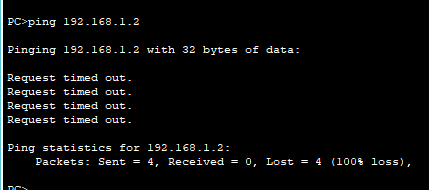 PC>ping 192.168.1.2
Pinging 192.168.1.2 with 32 bytes of data:
Request timed out.
Request timed out.
Request timed out.
Request timed out.
Ping statistics for 192.168.1.2:
Packets: Sent = 4, Received = 0, Lost = 4 (100% loss),
PC>